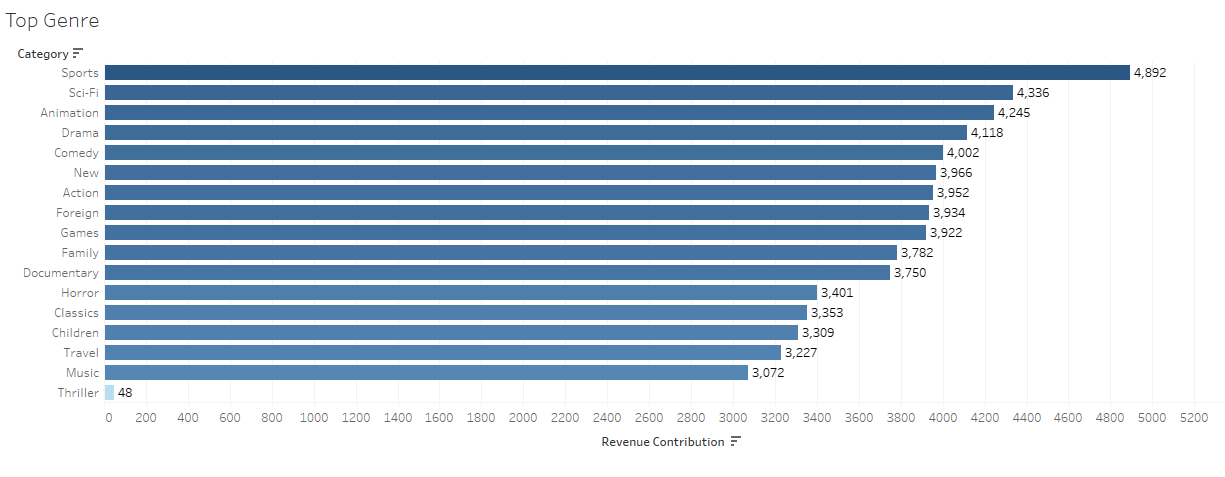 Top Genre
Category
Sports 4,892
Sci-Fi 4,336
Animation 4,245
Drama 4,118
Comedy 4,002
New 3,966
Action 3,952
Foreign 3,934
Games 3,922
Family 3,782
Documentary 3,750
Horror 3,401
Classics 3,353
Children 3,309
Travel 3,227
Music 3,072
Thriller 48
0 200 400 600 800 1000 1200 1400 1600 1800 2000 2200 2400 2600 2800 3000 3200 3400 3600 3800 4000 4200 4400 4600 4800 5000 5200
Revenue Contribution